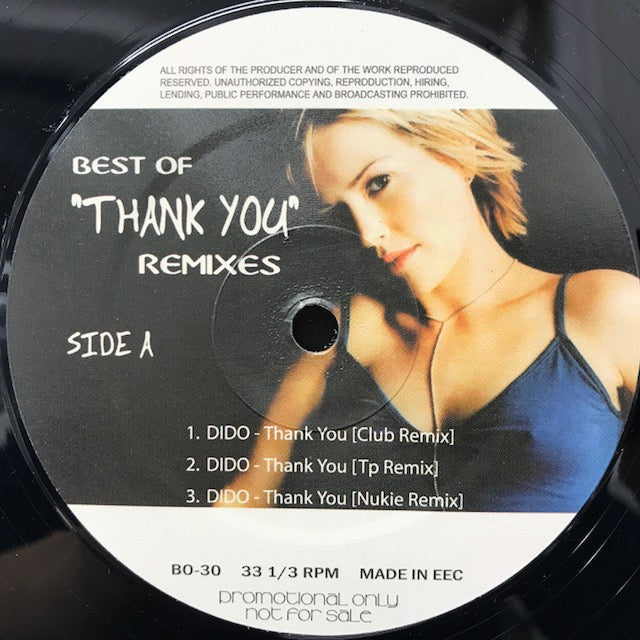 ALL RIGHTS OF THE PRODUCER AND OF THE WORK REPRODUCED
RESERVED, UNAUTHORIZED COPYING, REPRODUCTION, HIRING,
LENDING, PUBLIC PERFORMANCE AND BROADCASTING PROHIBITED.
BEST OF
"THANK YOU"
REMIXES
SIDE A
1. DIDO - Thank You [Club Remix]
2. DIDO - Thank You [Tp Remix]
3. DIDO - Thank You [Nukie Remix]
BO-30 33 1/3 RPM MADE IN EEC
promotional only
not for sale